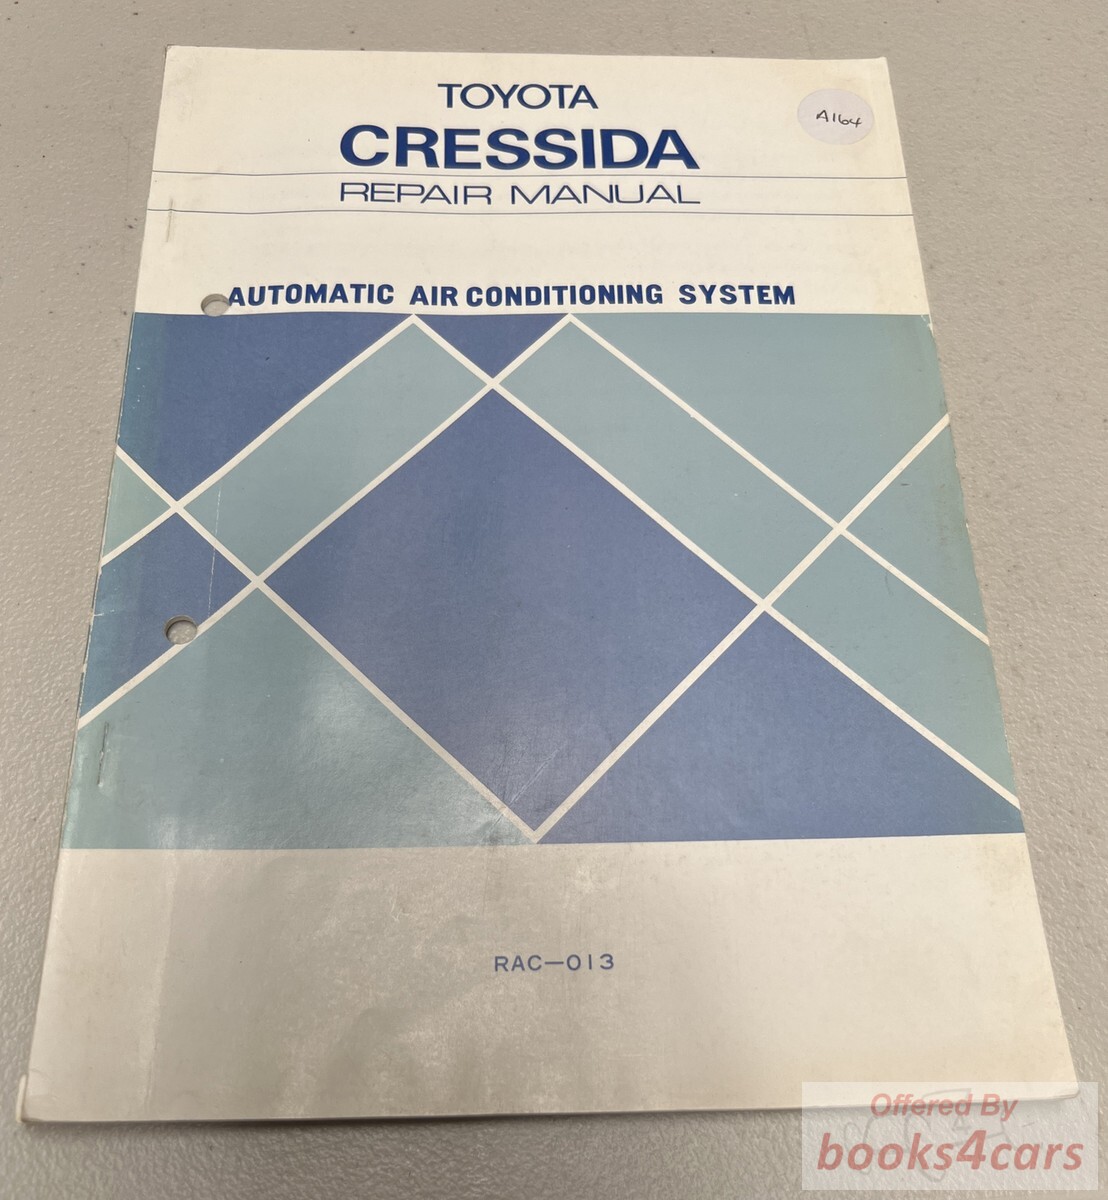 TOYOTA
CRESSIDA
REPAIR MANUAL
A164
AUTOMATIC AIR CONDITIONING SYSTEM
RAC—013
Offered By
books4cars